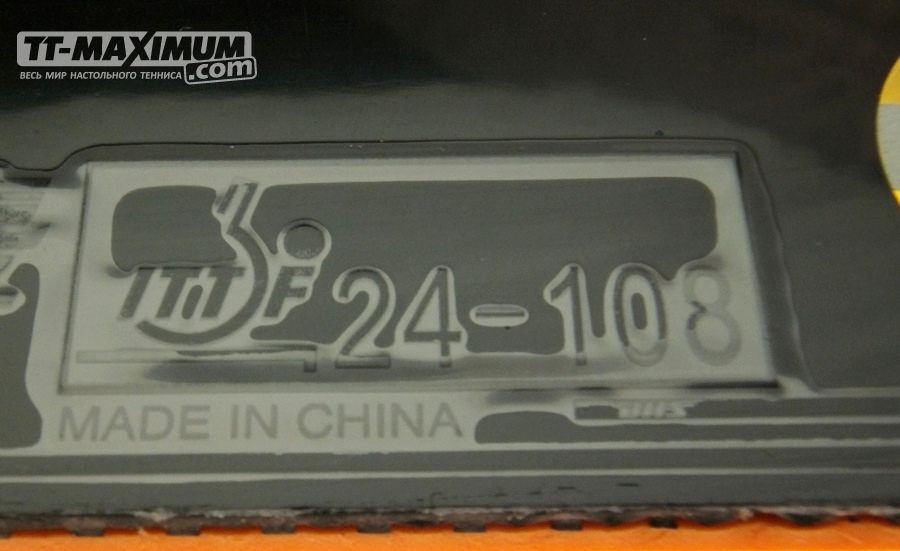 TT-MAXIMUM
ВЕСЬ МИР НАСТОЛЬНОГО ТЕННИСА .com
ITTF 24-108
MADE IN CHINA